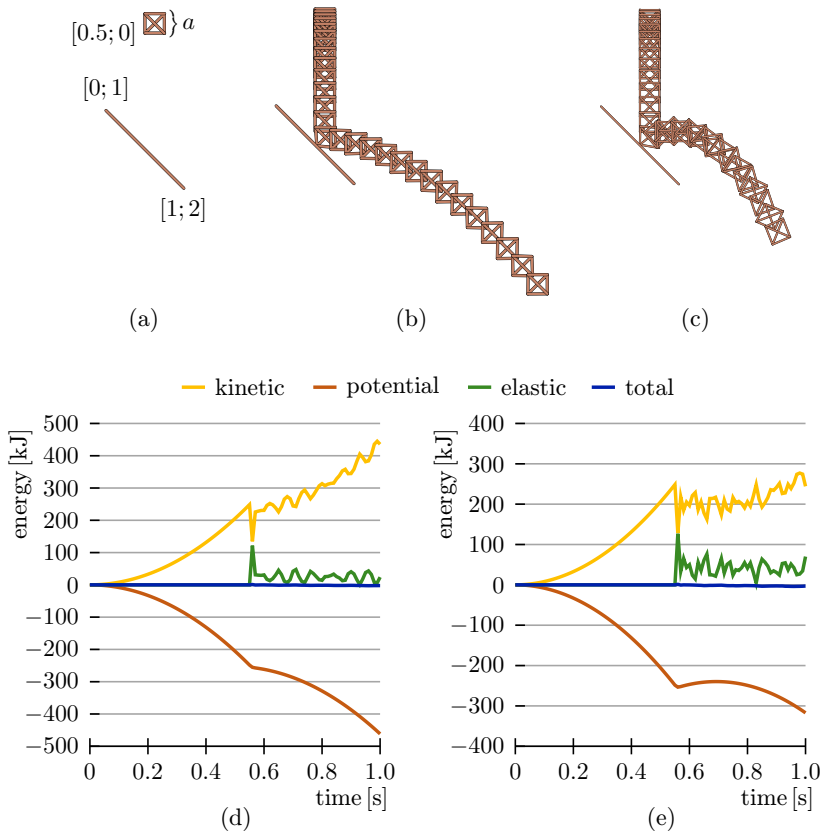 [0.5; 0] } a
[0; 1]
[1; 2]
(a) (b) (c)
kinetic potential elastic total
energy [kJ]
500
400
300
200
100
0
−100
−200
−300
−400
−500
0 0.2 0.4 0.6 0.8 1.0
time [s]
(d)
energy [kJ]
400
300
200
100
0
−100
−200
−300
−400
0 0.2 0.4 0.6 0.8 1.0
time [s]
(e)